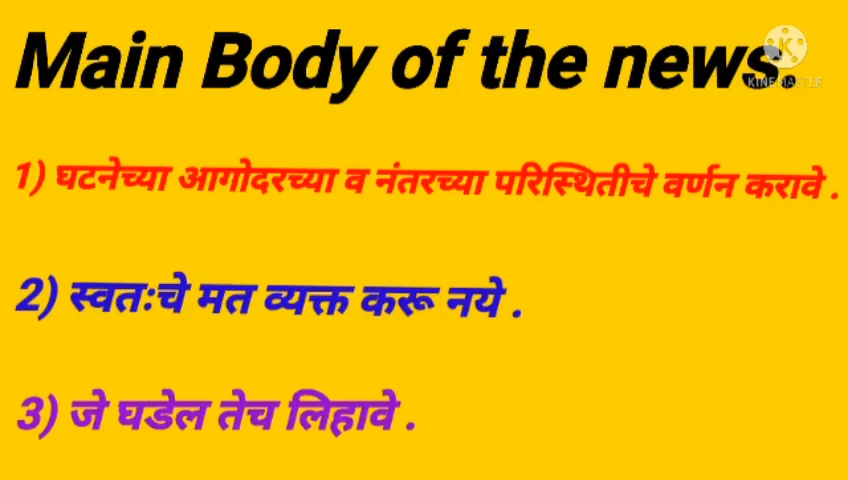 Main Body of the news
KINEMASTER
1) घटनेच्या आगोदरच्या व नंतरच्या परिस्थितीचे वर्णन करावे .
2) स्वतःचे मत व्यक्त करू नये .
3) जे घडेल तेच लिहावे .